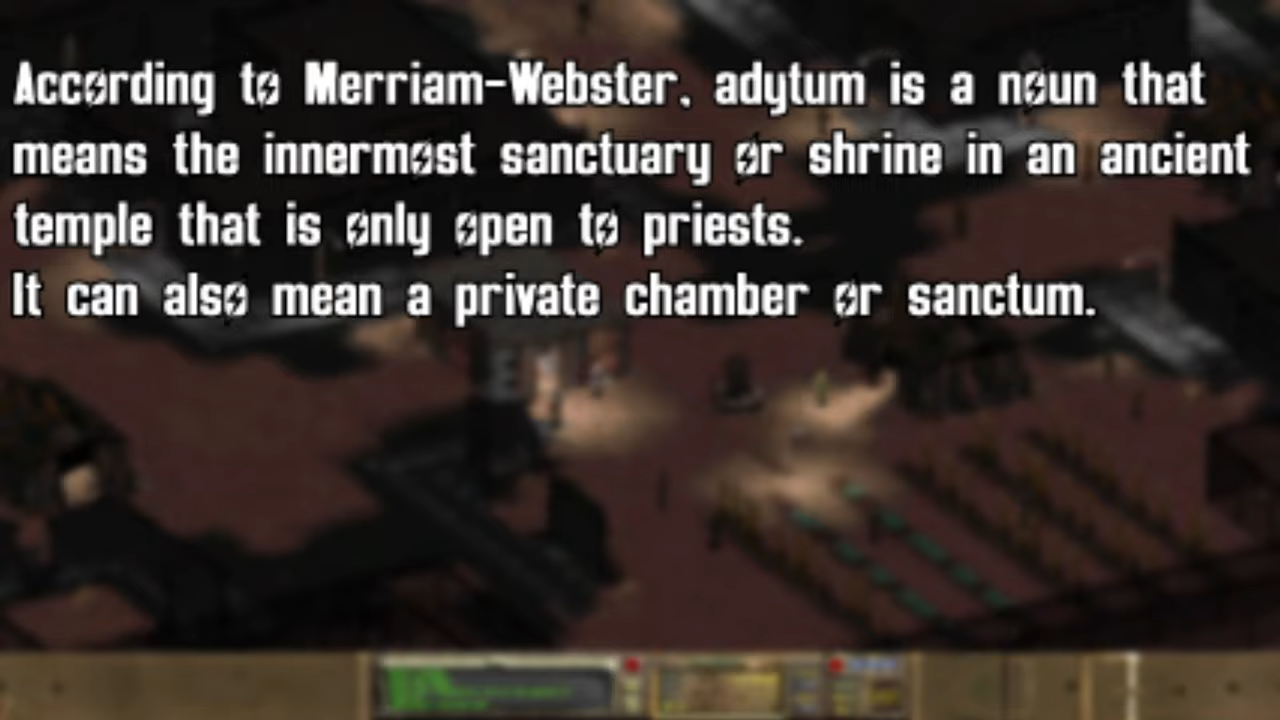 According to Merriam-Webster, adytum is a noun that
means the innermost sanctuary or shrine in an ancient
temple that is only open to priests.
It can also mean a private chamber or sanctum.